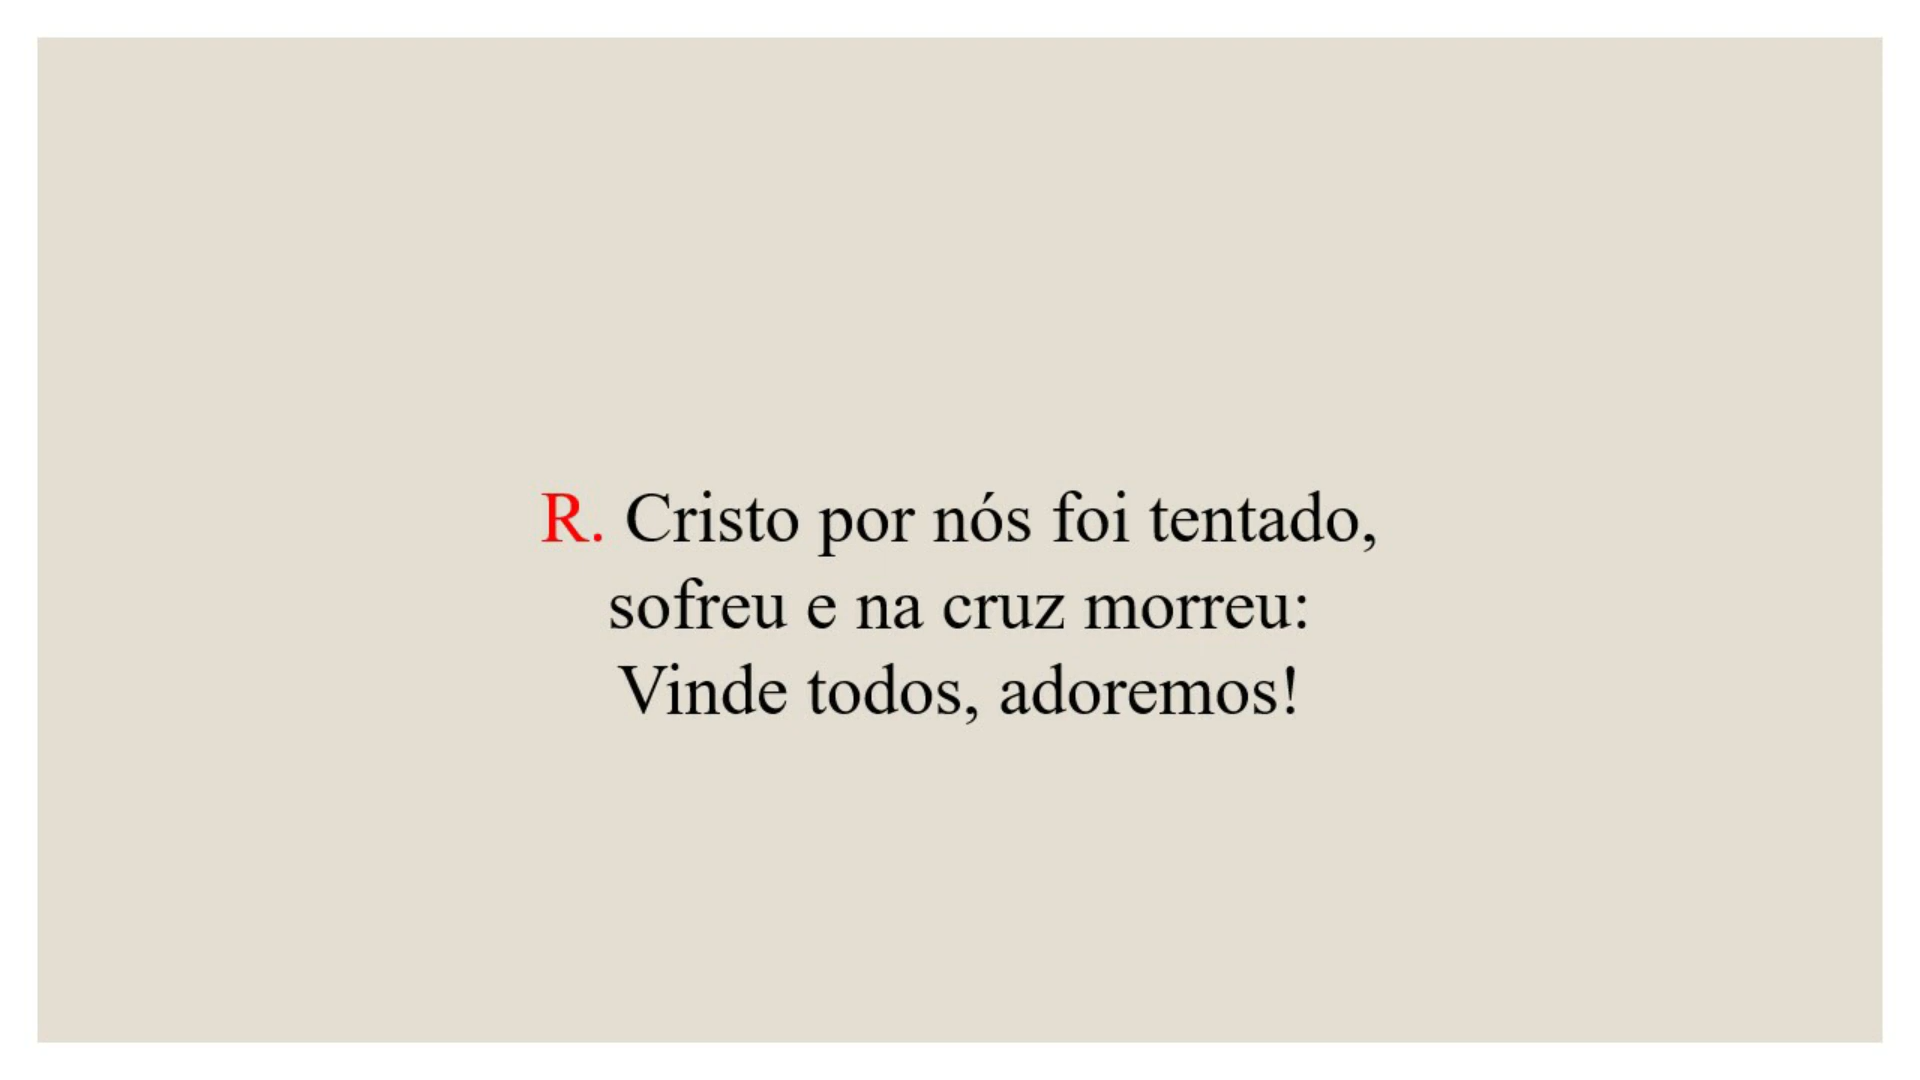 R. Cristo por nós foi tentado,
sofreu e na cruz morreu:
Vinde todos, adoremos!